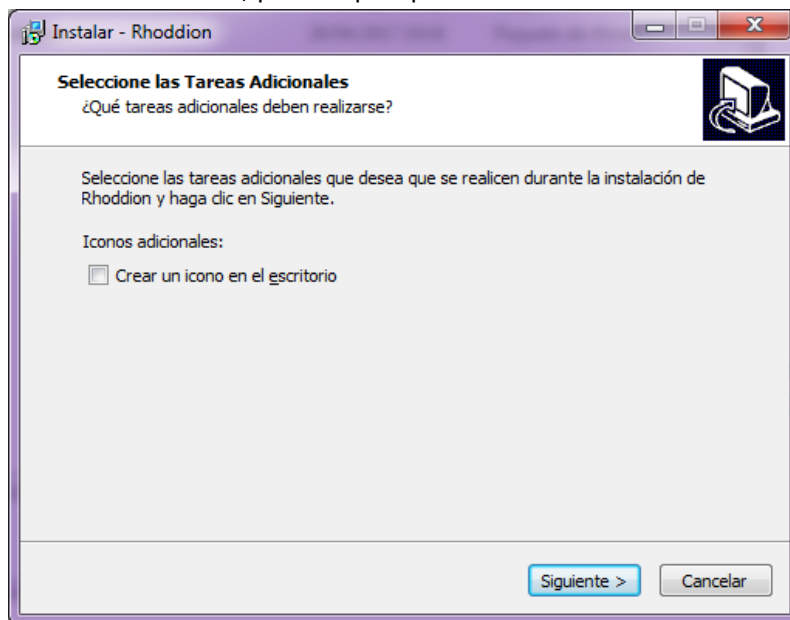 Instalar - Rhoddion
X
Seleccione las Tareas Adicionales
¿Qué tareas adicionales deben realizarse?
Seleccione las tareas adicionales que desea que se realicen durante la instalación de
Rhoddion y haga clic en Siguiente.
Iconos adicionales:
Crear un icono en el escritorio
Siguiente >
Cancelar